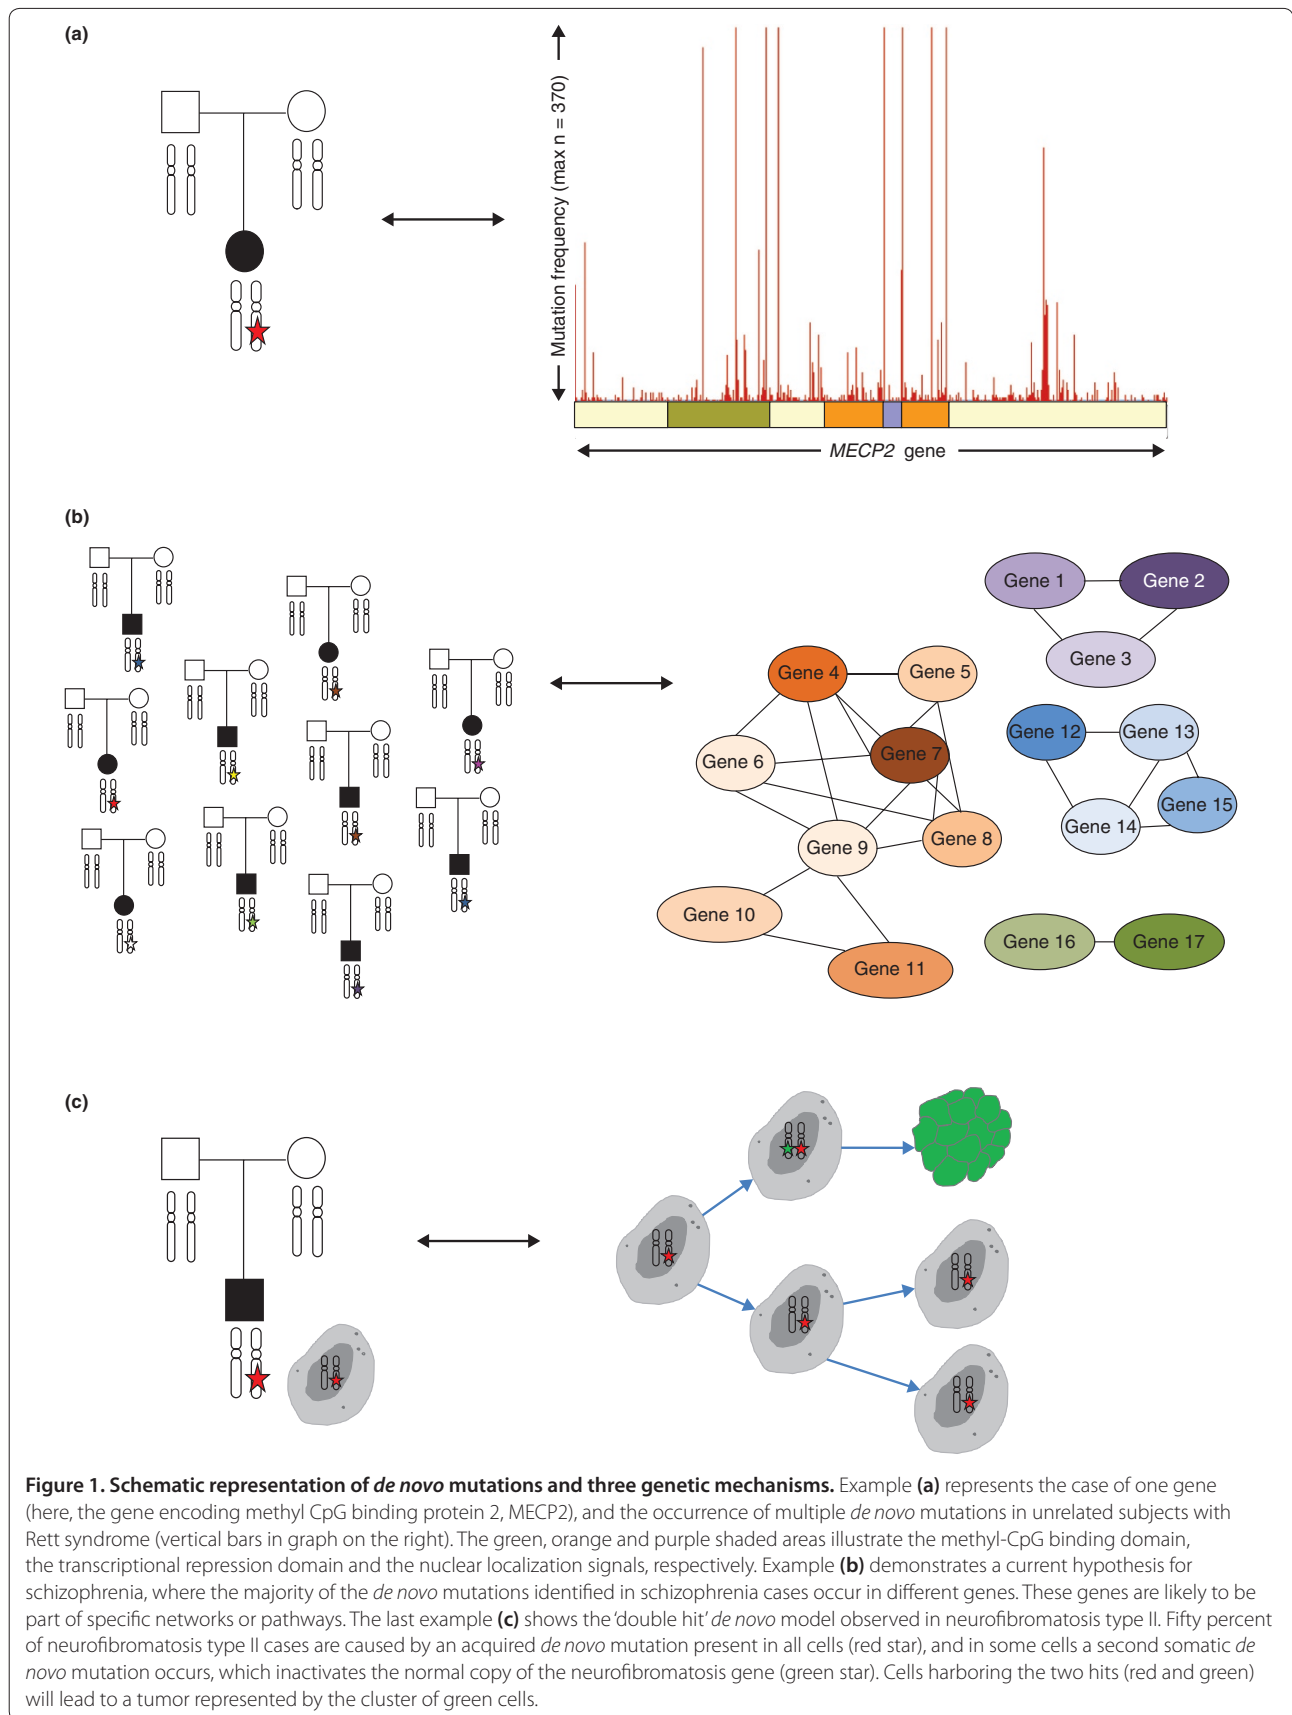 (a)
Mutation frequency (max n = 370)
MECP2 gene
(b)
Gene 1
Gene 2
Gene 3
Gene 4
Gene 5
Gene 6
Gene 7
Gene 8
Gene 9
Gene 10
Gene 11
Gene 12
Gene 13
Gene 14
Gene 15
Gene 16
Gene 17
(c)
Figure 1. Schematic representation of de novo mutations and three genetic mechanisms. Example (a) represents the case of one gene
(here, the gene encoding methyl CpG binding protein 2, MECP2), and the occurrence of multiple de novo mutations in unrelated subjects with
Rett syndrome (vertical bars in graph on the right). The green, orange and purple shaded areas illustrate the methyl-CpG binding domain,
the transcriptional repression domain and the nuclear localization signals, respectively. Example (b) demonstrates a current hypothesis for
schizophrenia, where the majority of the de novo mutations identified in schizophrenia cases occur in different genes. These genes are likely to be
part of specific networks or pathways. The last example (c) shows the 'double hit' de novo model observed in neurofibromatosis type II. Fifty percent
of neurofibromatosis type II cases are caused by an acquired de novo mutation present in all cells (red star), and in some cells a second somatic de
novo mutation occurs, which inactivates the normal copy of the neurofibromatosis gene (green star). Cells harboring the two hits (red and green)
will lead to a tumor represented by the cluster of green cells.